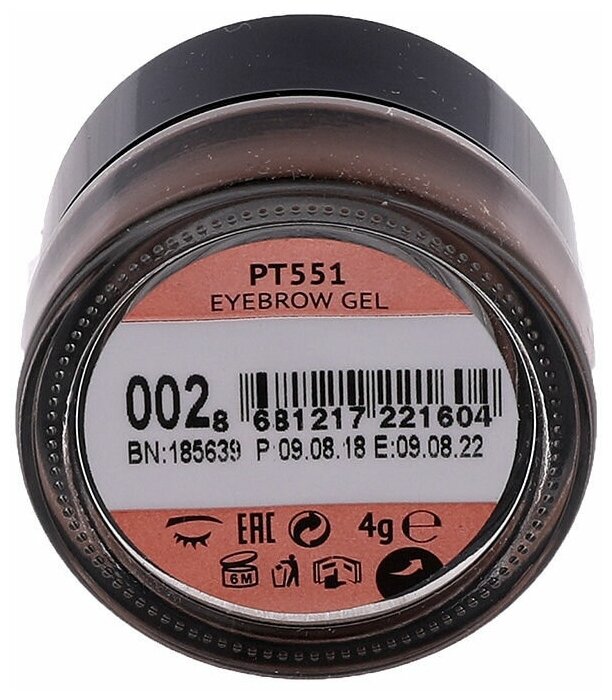 PT551
EYEBROW GEL
002 8 681217 221604
BN:185639 P 09.08.18 E:09.08.22
EAC 4g e
6M